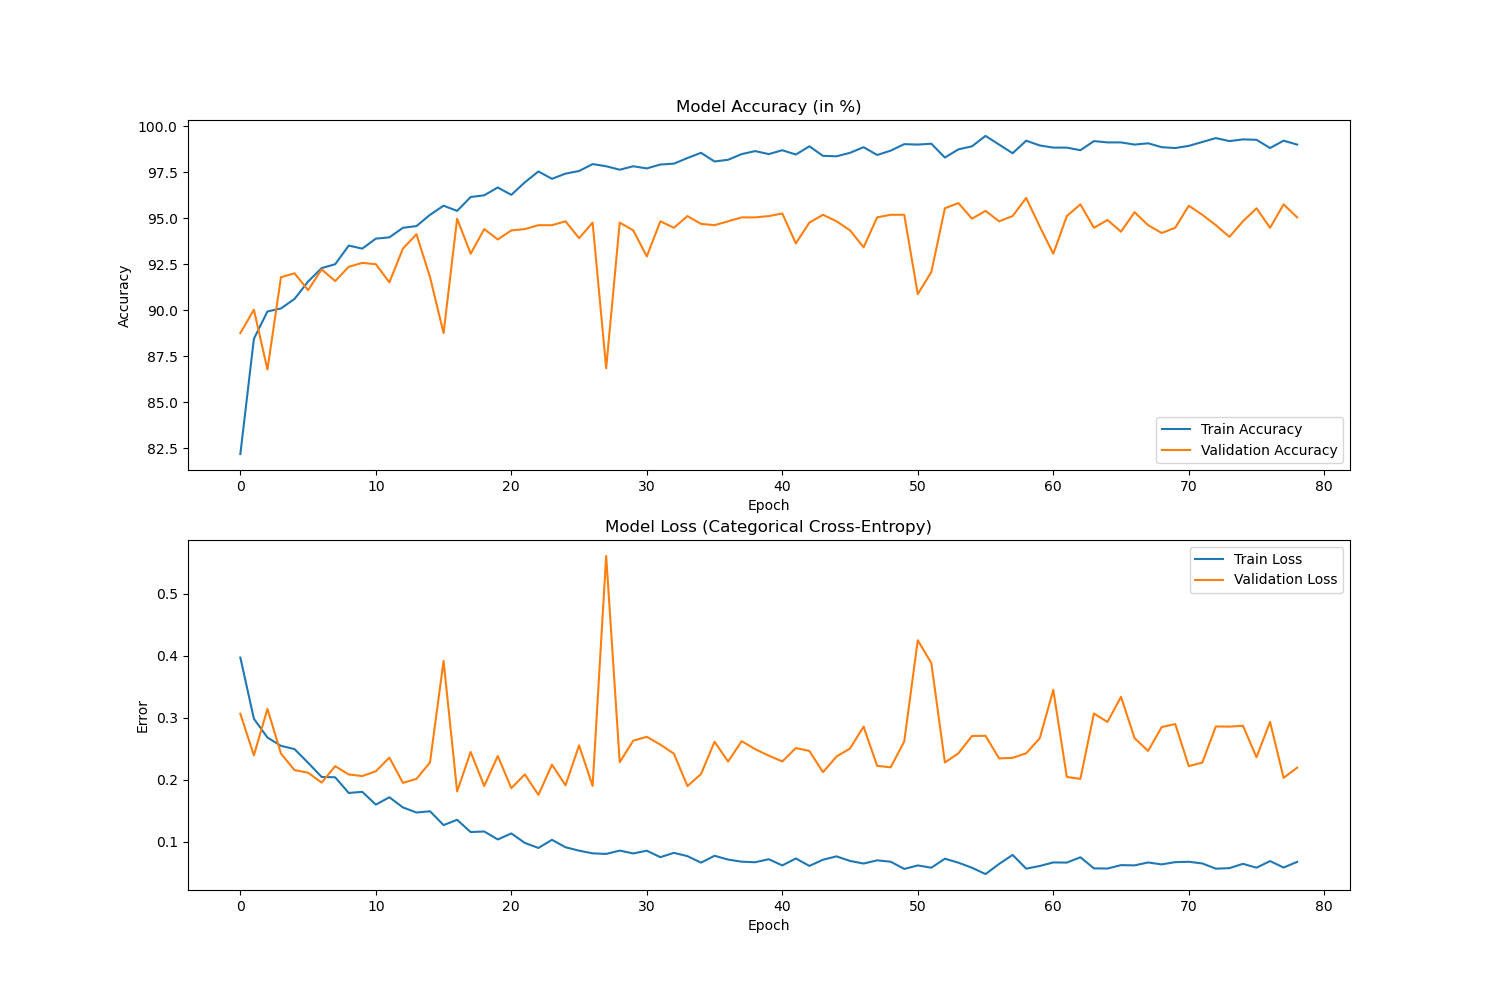 Model Accuracy (in %)
100.0
97.5
95.0
92.5
90.0
87.5
85.0
82.5
Accuracy
Train Accuracy
Validation Accuracy
0 10 20 30 40 50 60 70 80
Epoch
Model Loss (Categorical Cross-Entropy)
0.5
0.4
0.3
0.2
0.1
Error
Train Loss
Validation Loss
0 10 20 30 40 50 60 70 80
Epoch